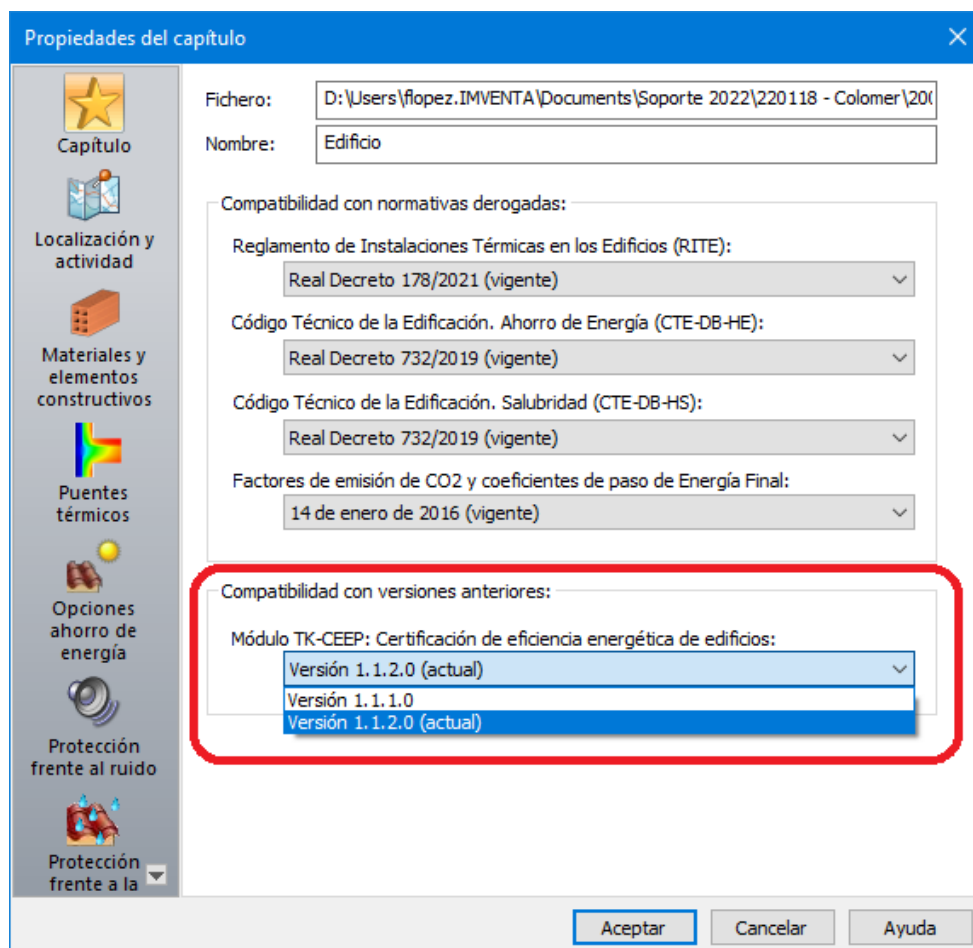 Propiedades del capítulo
Capítulo
Localización y
actividad
Materiales y
elementos
constructivos
Puentes
térmicos
Opciones
ahorro de
energía
Protección
frente al ruido
Protección
frente a la
Fichero:
D:\Users\flopez.IMVENTA\Documents\Soporte 2022\220118 - Colomer\200
Nombre:
Edificio
Compatibilidad con normativas derogadas:
Reglamento de Instalaciones Térmicas en los Edificios (RITE):
Real Decreto 178/2021 (vigente)
Código Técnico de la Edificación. Ahorro de Energía (CTE-DB-HE):
Real Decreto 732/2019 (vigente)
Código Técnico de la Edificación. Salubridad (CTE-DB-HS):
Real Decreto 732/2019 (vigente)
Factores de emisión de CO2 y coeficientes de paso de Energía Final:
14 de enero de 2016 (vigente)
Compatibilidad con versiones anteriores:
Módulo TK-CEEP: Certificación de eficiencia energética de edificios:
Versión 1.1.2.0 (actual)
Versión 1.1.1.0
Versión 1.1.2.0 (actual)
Aceptar
Cancelar
Ayuda